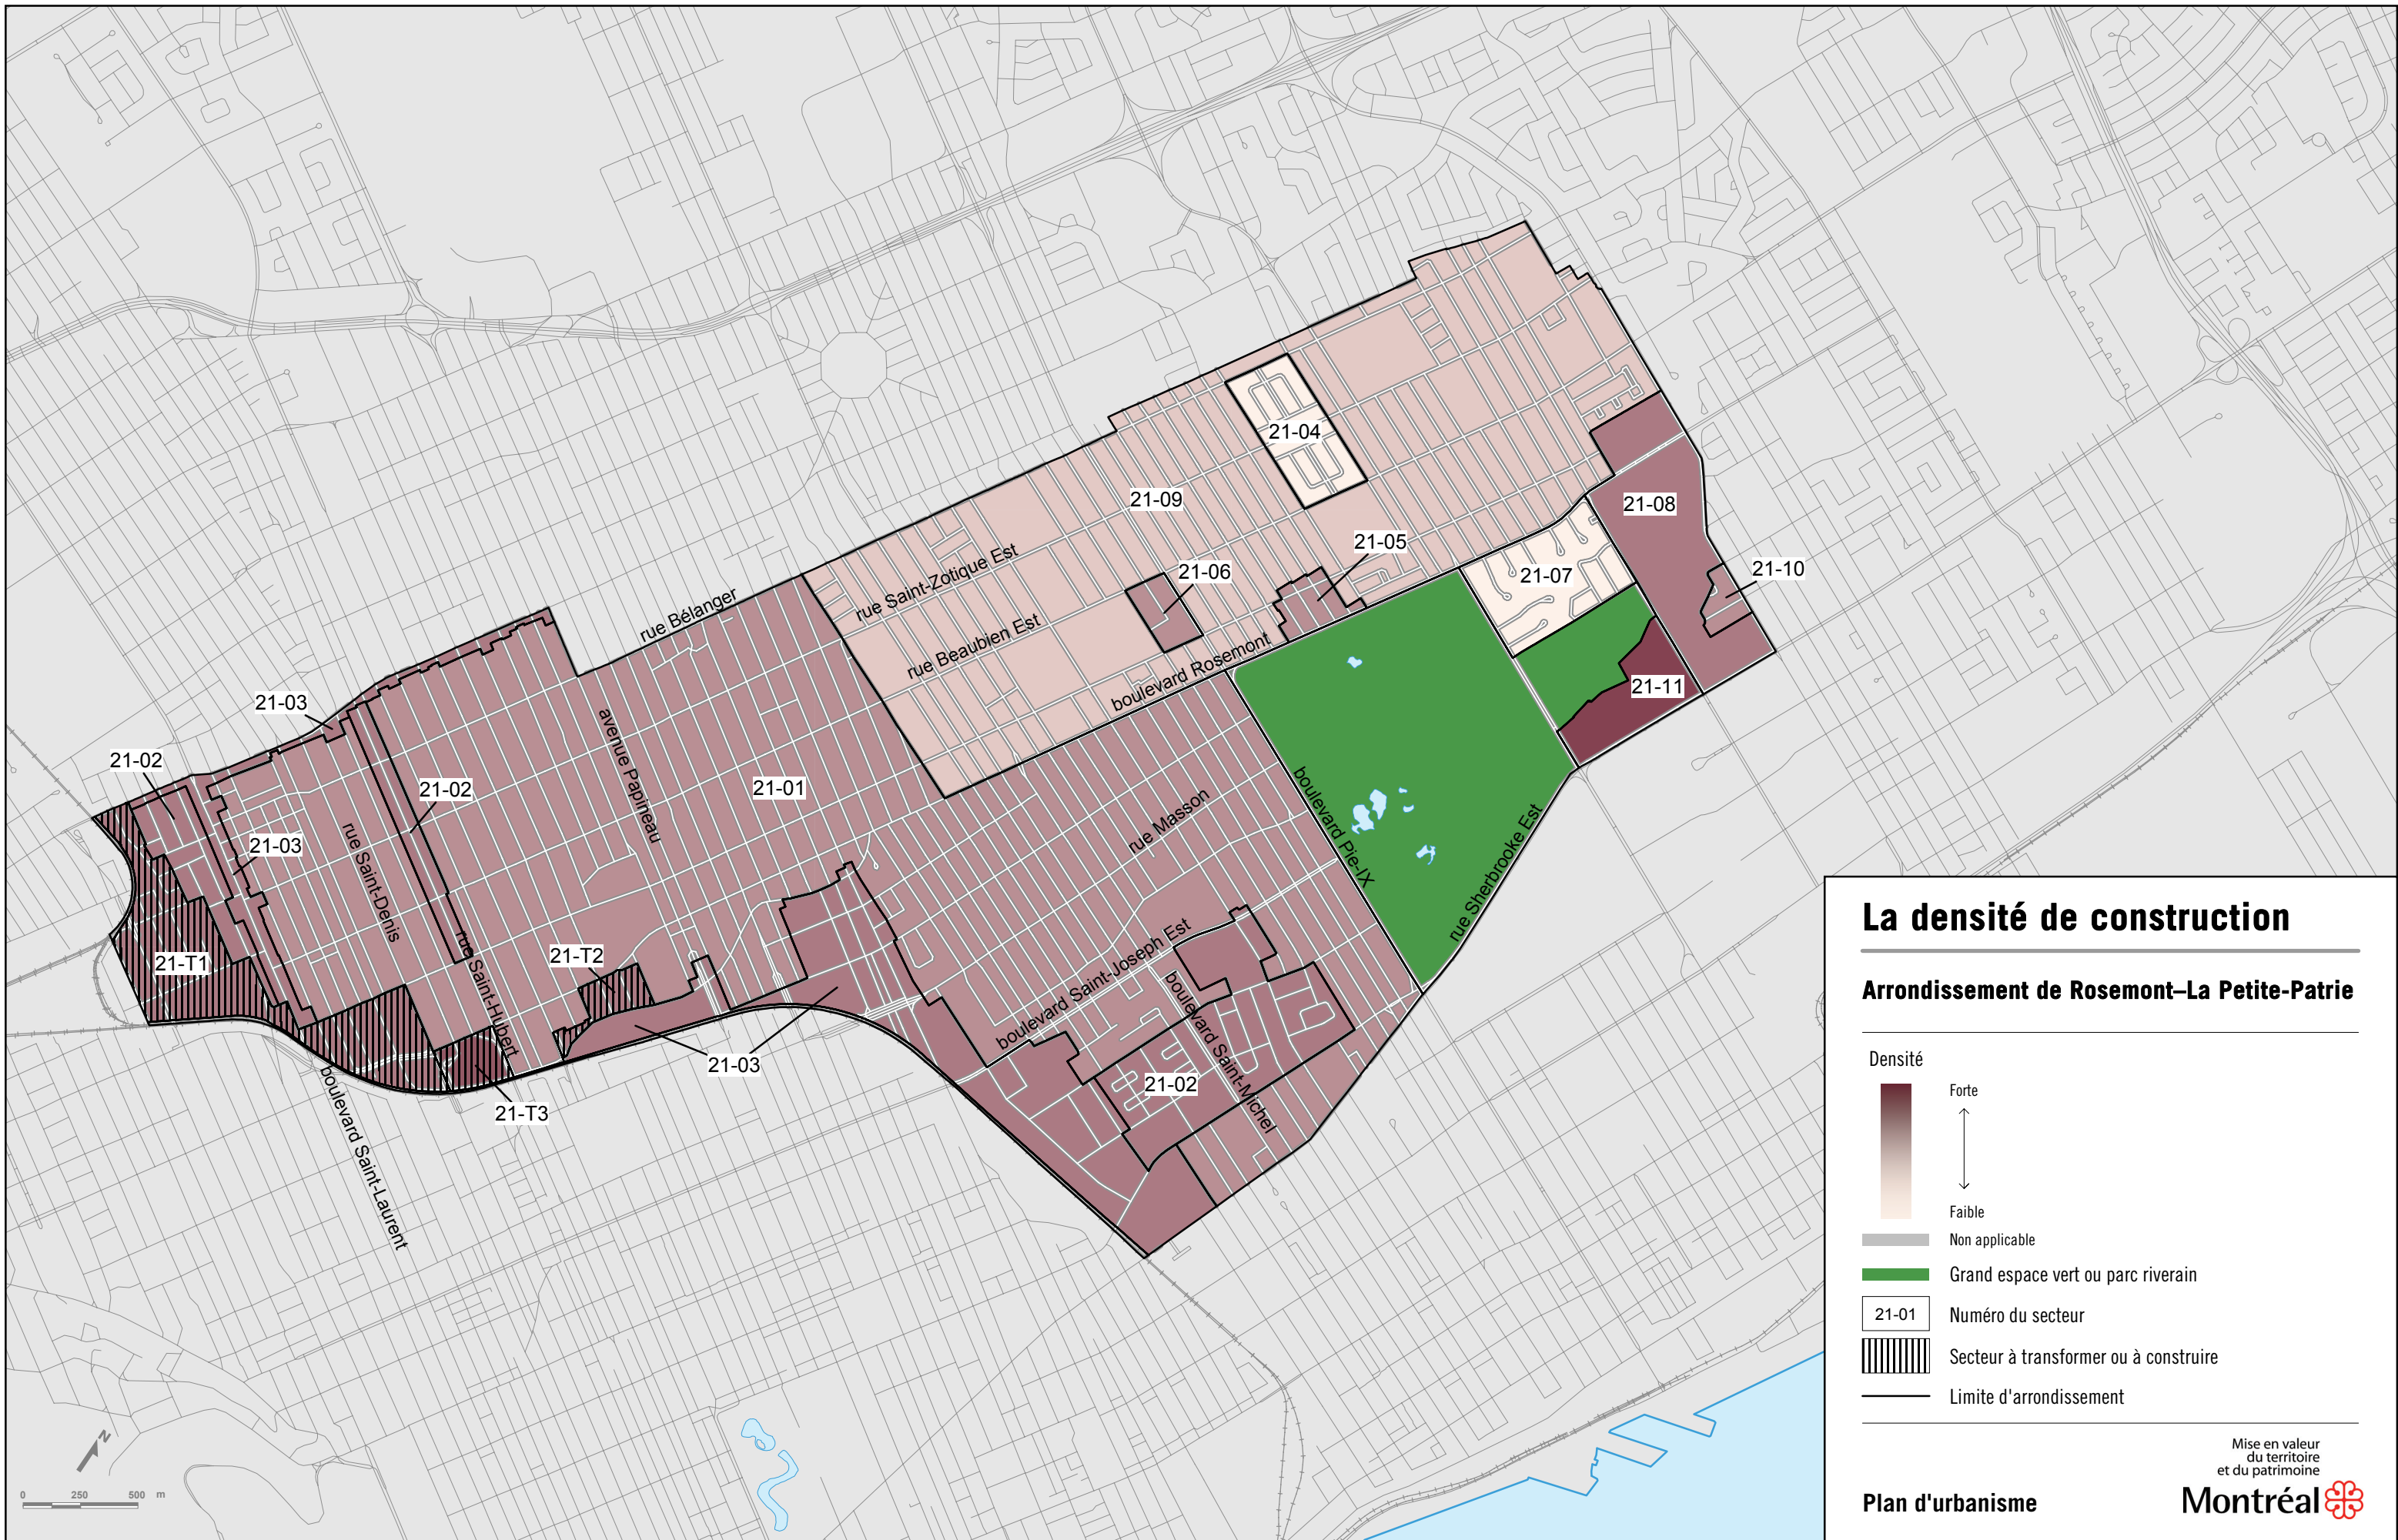 21-04
21-09
21-08
21-05
21-06
21-10
21-07
rue Saint-Zotique Est
rue Bélanger
rue Beaubien Est
boulevard Rosemont
21-11
21-03
21-02
21-02
avenue Papineau
21-01
boulevard Pie-IX
rue Masson
21-03
rue Saint-Denis
rue Sherbrooke Est
21-T1
21-T2
rue Saint-Hubert
boulevard Saint-Joseph Est
boulevard Saint-Michel
21-03
21-02
21-T3
boulevard Saint-Laurent
N
0 250 500 m
La densité de construction
Arrondissement de Rosemont–La Petite-Patrie
Densité
Forte
Faible
Non applicable
Grand espace vert ou parc riverain
21-01 Numéro du secteur
Secteur à transformer ou à construire
Limite d'arrondissement
Mise en valeur
du territoire
et du patrimoine
Plan d'urbanisme
Montréal